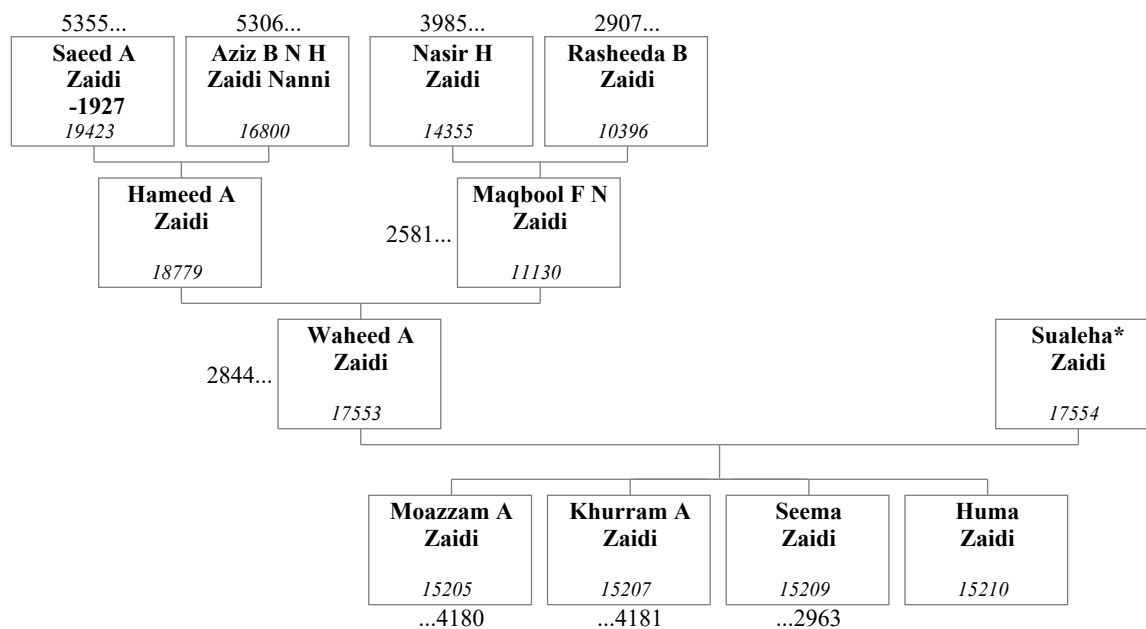 5355...
5306...
3985...
2907...
Saeed A
Zaidi
-1927
19423
Aziz B N H
Zaidi Nanni
16800
Nasir H
Zaidi
14355
Rasheeda B
Zaidi
10396
Hameed A
Zaidi
18779
2581...
Maqbool F N
Zaidi
11130
2844...
Waheed A
Zaidi
17553
Sualeha*
Zaidi
17554
Moazzam A
Zaidi
15205
...4180
Khurram A
Zaidi
15207
...4181
Seema
Zaidi
15209
...2963
Huma
Zaidi
15210